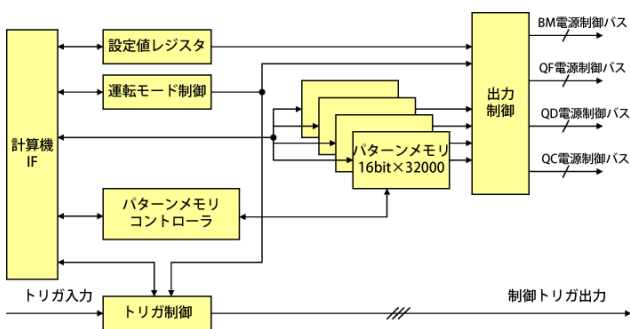 BM電源制御バス
設定値レジスタ
QF電源制御バス
運転モード制御
出力
制御
QD電源制御バス
計算機
IF
パターンメモリ
16bit×32000
QC電源制御バス
パターンメモリ
コントローラ
トリガ入力
トリガ制御
制御トリガ出力